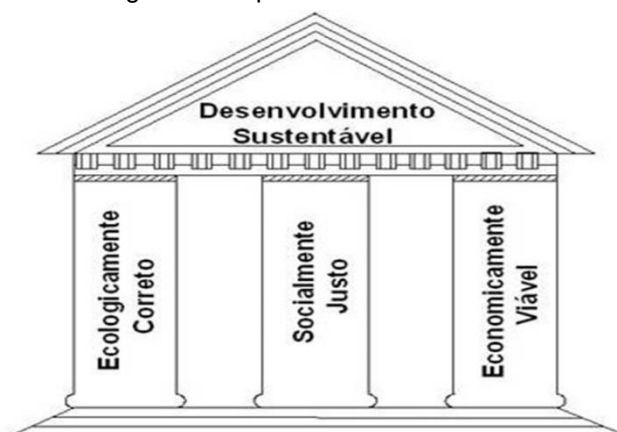 Desenvolvimento
Sustentável
Ecologicamente
Correto
Socialmente
Justo
Economicamente
Viável